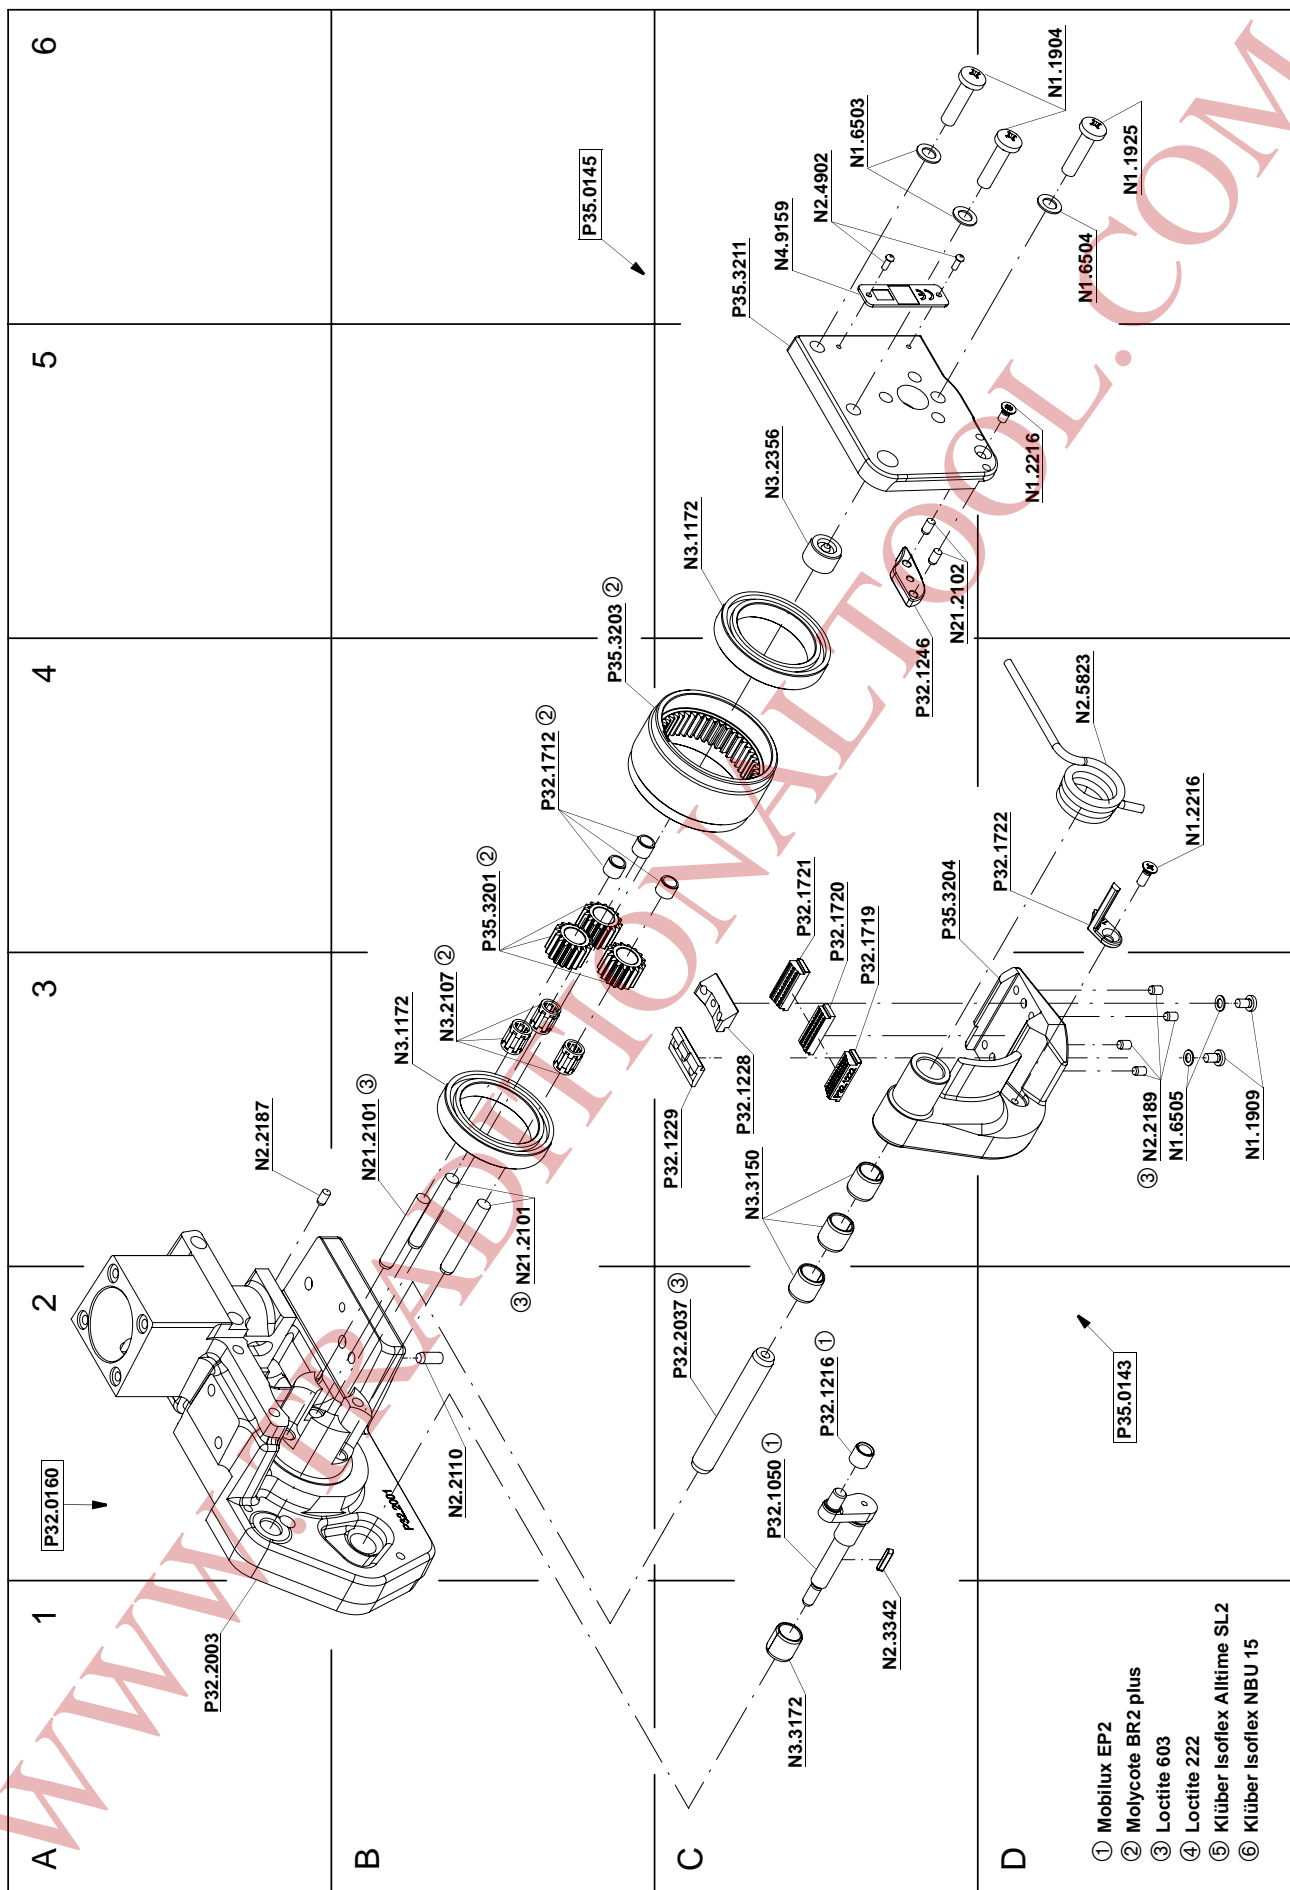 6
5
4
3
2
1
A
B
C
D
P35.0145
N1.1904
N1.6503
N2.4902
N4.9159
P35.3211
N1.1925
N1.6504
N3.2356
N3.1172
P35.3203 ②
P32.1712 ②
P35.3201 ②
N3.2107 ②
N3.1172
N21.2101 ③
N2.2187
③ N21.2101
N1.2216
N21.2102
P32.1246
N2.5823
N1.2216
P32.1722
P35.3204
P32.1721
P32.1720
P32.1719
P32.1228
P32.1229
N3.3150
③ N2.2189
N1.6505
N1.1909
P32.2037 ③
P32.1216 ①
P32.1050 ①
N2.3342
N3.3172
P35.0143
P32.0160
P32.2001
N2.2110
P32.2003
① Mobilux EP2
② Molycote BR2 plus
③ Loctite 603
④ Loctite 222
⑤ Klüber Isoflex Alltime SL2
⑥ Klüber Isoflex NBU 15
WWW.TRADITIONALTOOL.COM